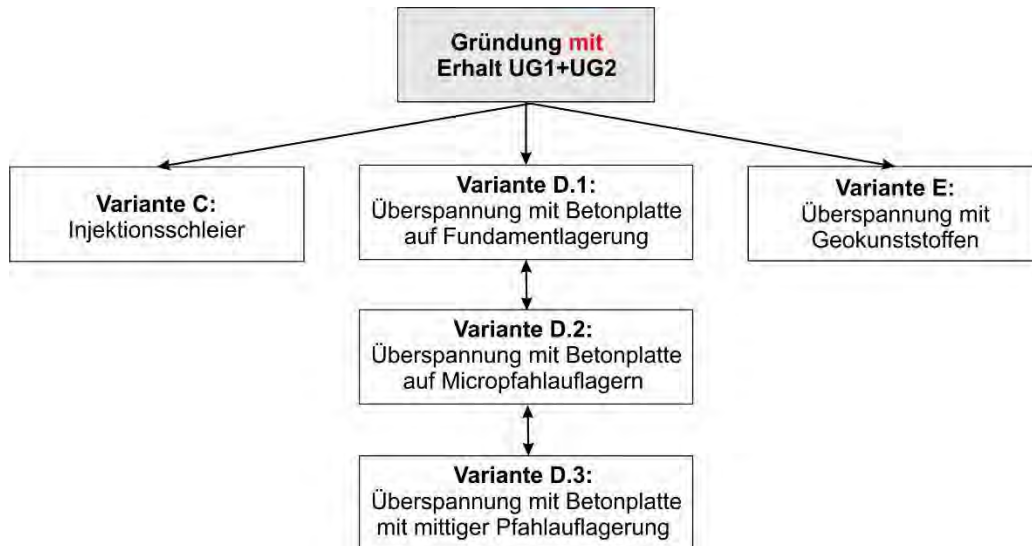 Gründung mit
Erhalt UG1+UG2
Variante C:
Injektionsschleier
Variante D.1:
Überspannung mit Betonplatte
auf Fundamentlagerung
Variante E:
Überspannung mit
Geokunststoffen
Variante D.2:
Überspannung mit Betonplatte
auf Micropfahlauflagern
Variante D.3:
Überspannung mit Betonplatte
mit mittiger Pfahlauflagerung